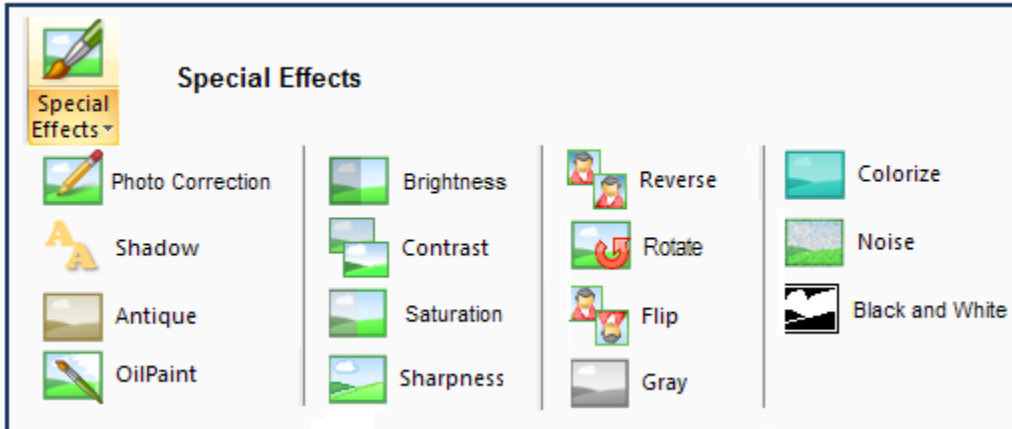 Special Effects
Special
Effects
Photo Correction
Shadow
Antique
OilPaint
Brightness
Contrast
Saturation
Sharpness
Reverse
Rotate
Flip
Gray
Colorize
Noise
Black and White